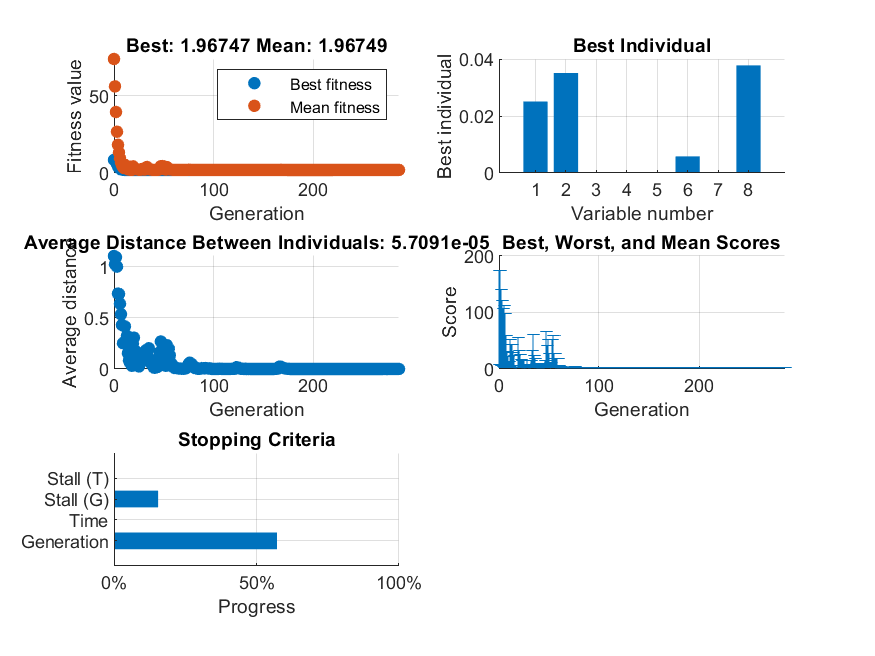 Best: 1.96747 Mean: 1.96749
Fitness value
50
0
Best fitness
Mean fitness
0 100 200
Generation
Best Individual
Best individual
0.04
0.02
0
1 2 3 4 5 6 7 8
Variable number
Average Distance Between Individuals: 5.7091e-05
Average distance
1
0.5
0
0 100 200
Generation
Best, Worst, and Mean Scores
Score
200
100
0
0 100 200
Generation
Stopping Criteria
Stall (T)
Stall (G)
Time
Generation
0% 50% 100%
Progress